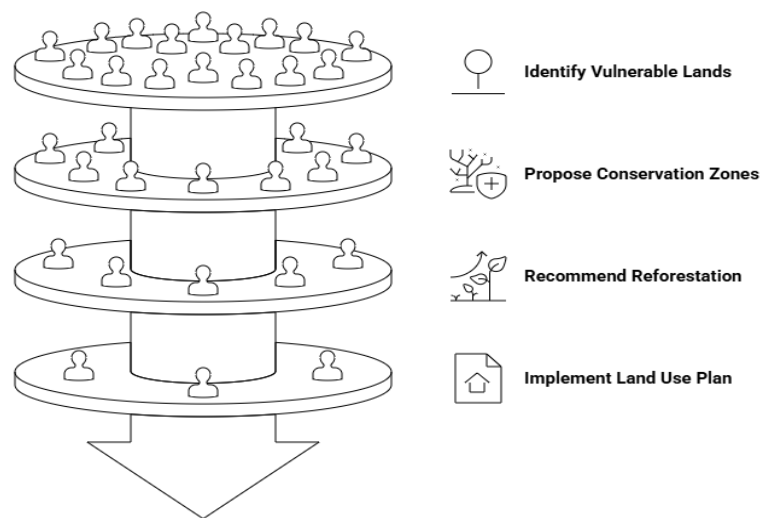 Identify Vulnerable Lands
Propose Conservation Zones
Recommend Reforestation
Implement Land Use Plan